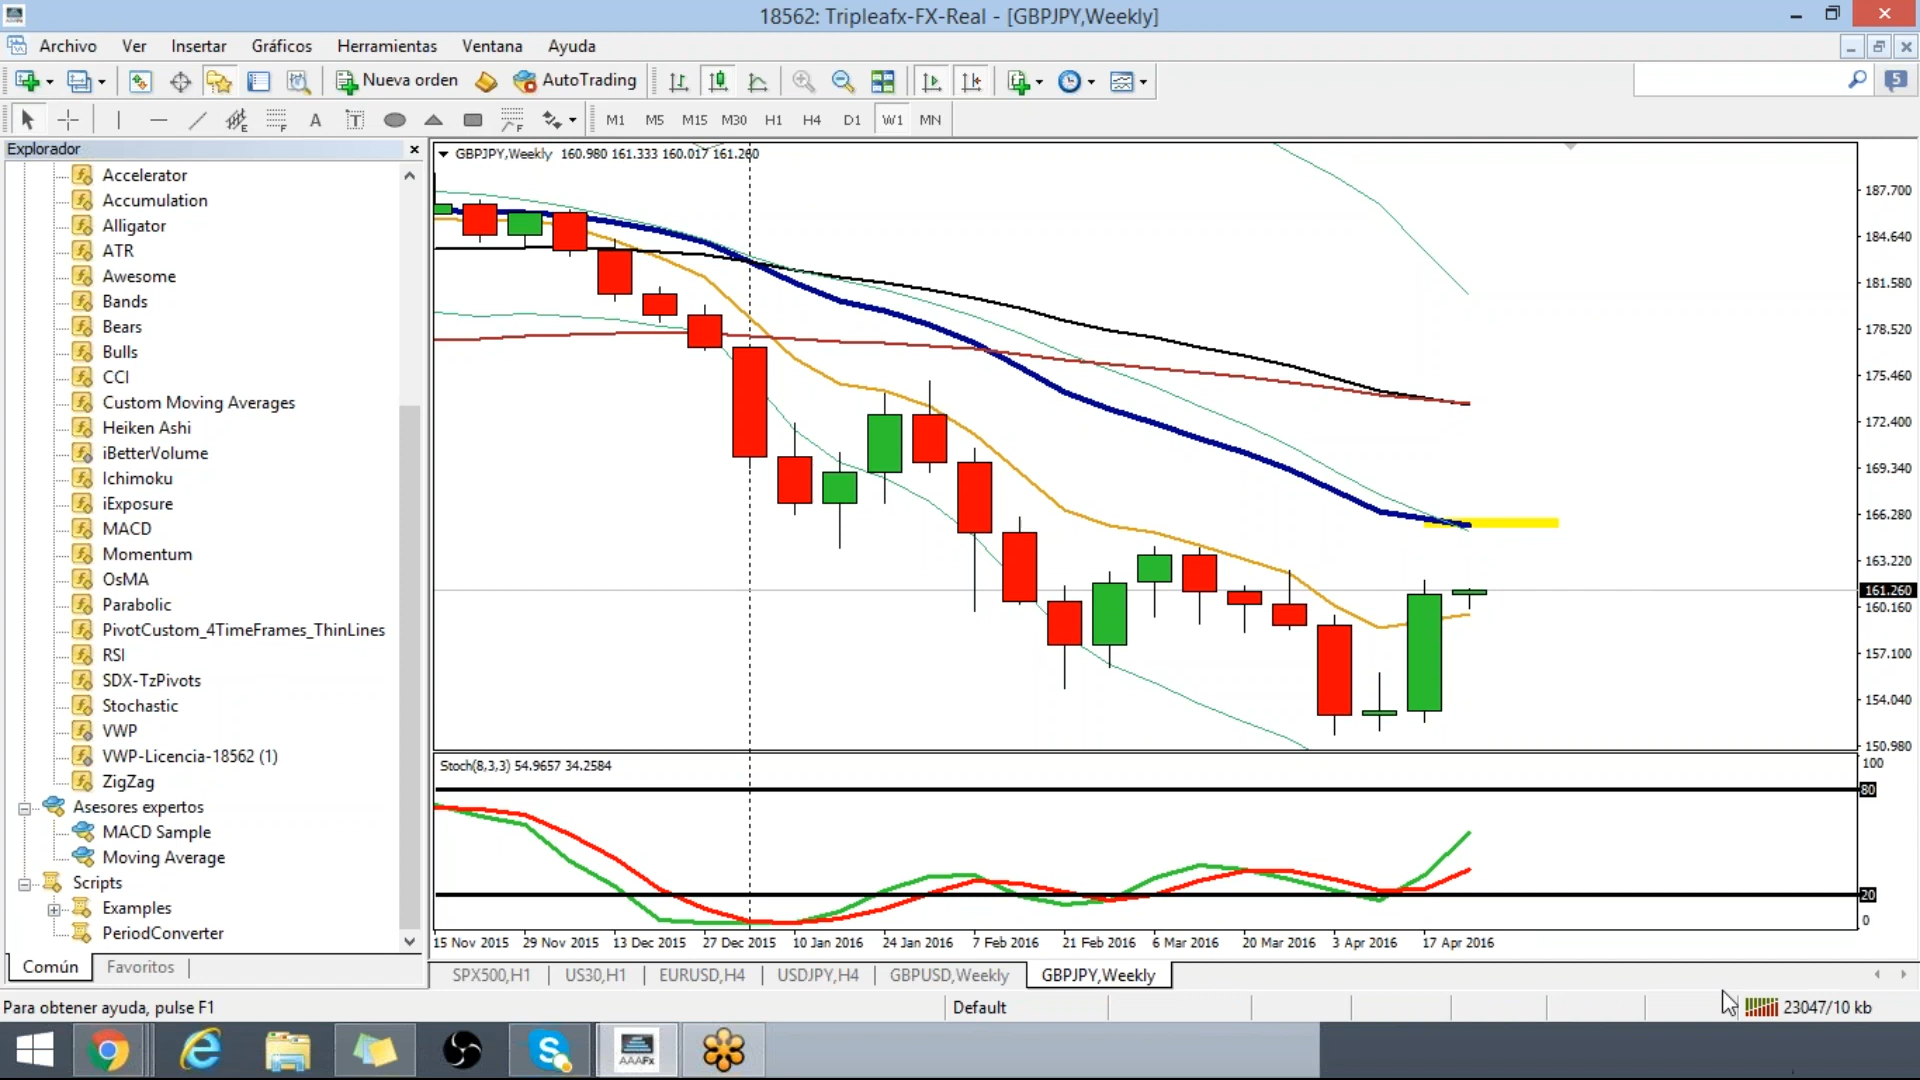 18562: Tripleafx-FX-Real - [GBPJPY,Weekly]
Archivo Ver Insertar Gráficos Herramientas Ventana Ayuda
Nueva orden AutoTrading 5
A T E F F M1 M5 M15 M30 H1 H4 D1 W1 MN
Explorador
Accelerator
Accumulation
Alligator
ATR
Awesome
Bands
Bears
Bulls
CCI
Custom Moving Averages
Heiken Ashi
iBetterVolume
Ichimoku
iExposure
MACD
Momentum
OsMA
Parabolic
PivotCustom_4TimeFrames_ThinLines
RSI
SDX-TzPivots
Stochastic
VWP
VWP-Licencia-18562 (1)
ZigZag
Asesores expertos
MACD Sample
Moving Average
Scripts
Examples
PeriodConverter
Común Favoritos
GBPJPY,Weekly 160.980 161.333 160.017 161.260
187.700
184.640
181.580
178.520
175.460
172.400
169.340
166.280
163.220
161.260
160.160
157.100
154.040
150.980
Stoch(8,3,3) 54.9657 34.2584
100
80
20
0
15 Nov 2015 29 Nov 2015 13 Dec 2015 27 Dec 2015 10 Jan 2016 24 Jan 2016 7 Feb 2016 21 Feb 2016 6 Mar 2016 20 Mar 2016 3 Apr 2016 17 Apr 2016
SPX500,H1 US30,H1 EURUSD,H4 USDJPY,H4 GBPUSD,Weekly GBPJPY,Weekly
Para obtener ayuda, pulse F1 Default 23047/10 kb
AAAFx